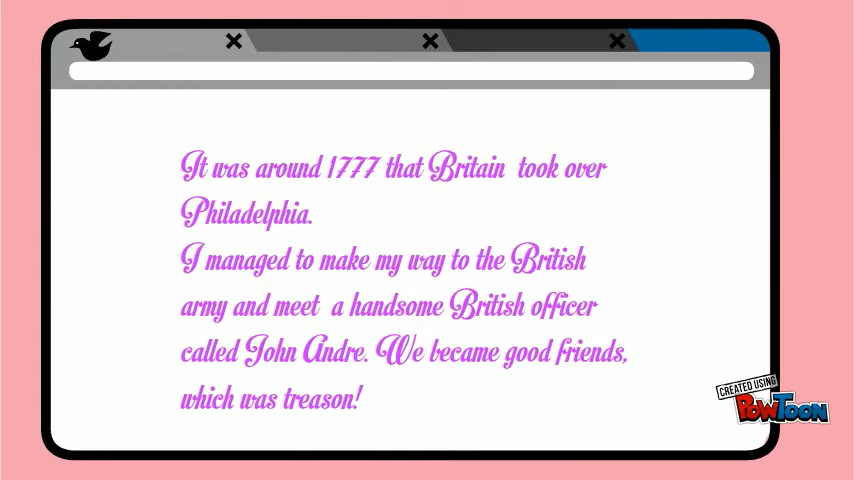 It was around 1777 that Britain took over
Philadelphia.
I managed to make my way to the British
army and meet a handsome British officer
called John Andre. We became good friends,
which was treason!
CREATED USING
POWTOON